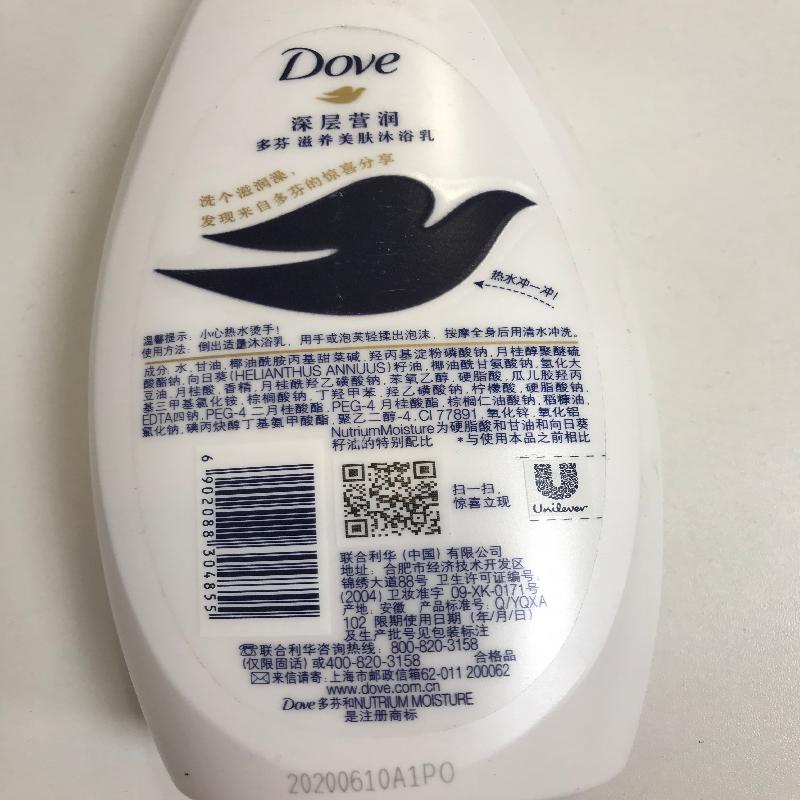 Dove
深层营润
多芬 滋养美肤沐浴乳
洗个滋润澡，
发现来自多芬的惊喜分享
热水冲一冲！
温馨提示: 小心热水烫手！
使用方法: 倒出适量沐浴乳，用手或泡芙轻揉出泡沫，按摩全身后用清水冲洗。
成分: 水, 甘油, 椰油酰胺丙基甜菜碱, 羟丙基淀粉磷酸钠, 月桂醇聚醚硫
酸酯钠, 向日葵(HELIANTHUS ANNUUS)籽油, 椰油酰甘氨酸钠, 氢化大
豆油, 月桂酸, 香精, 月桂酰羟乙磺酸钠, 苯氧乙醇, 硬脂酸, 瓜儿胶羟丙
基三甲基氯化铵, 棕榈酸钠, 丁羟甲苯, 羟乙磺酸钠, 柠檬酸, 硬脂酸钠,
EDTA四钠, PEG-4 二月桂酸酯, PEG-4 月桂酸酯, 棕榈仁油酸钠, 稻糠油,
氯化钠, 碘丙炔醇丁基氨甲酸酯, 聚乙二醇-4, CI 77891, 氧化锌, 氧化铝
NutriumMoisture为硬脂酸和甘油和向日葵
籽油的特别配比 *与使用本品之前相比
6902088304855
扫一扫,
惊喜立现
Unilever
联合利华 (中国) 有限公司
地址: 合肥市经济技术开发区
锦绣大道88号 卫生许可证编号:
(2004) 卫妆准字 09-XK-0171号
产地: 安徽 产品标准号: Q/YQXA
102 限期使用日期 (年/月/日)
及生产批号见包装标注
☏联合利华咨询热线: 800-820-3158
(仅限固话) 或400-820-3158 合格品
来信请寄: 上海市邮政信箱62-011 200062
www.dove.com.cn
Dove 多芬和NUTRIUM MOISTURE
是注册商标
20200610A1PO